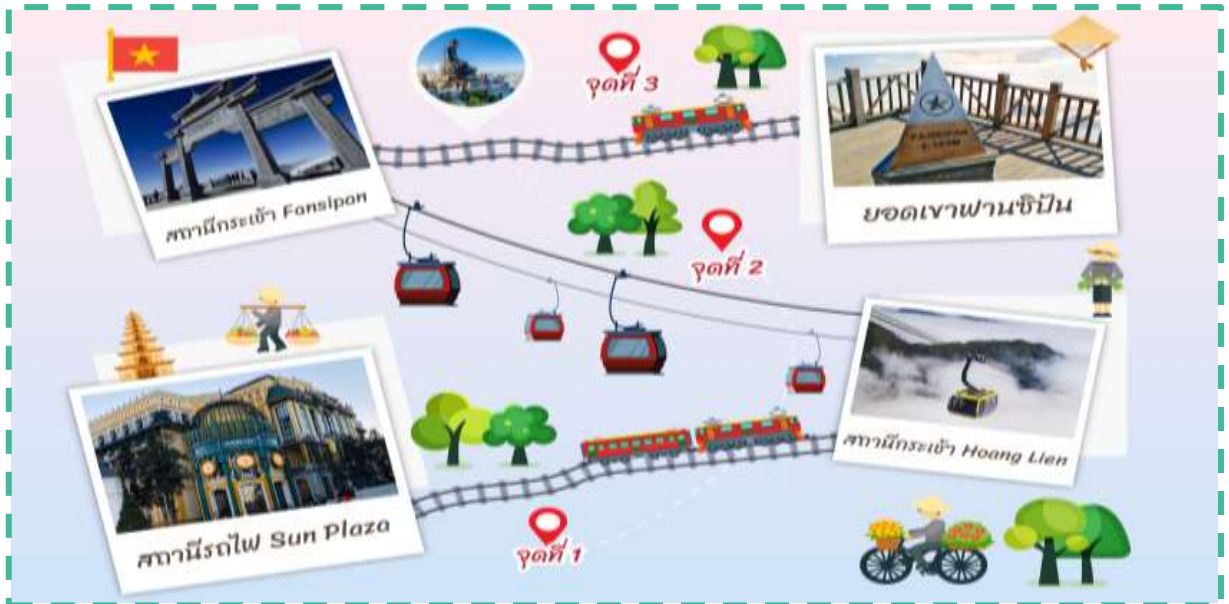 จุดที่ 3
สถานีกระเช้า Fansipan
FANSIPAN
3.143M
ยอดเขาฟานซิปัน
จุดที่ 2
สถานีกระเช้า Hoang Lien
สถานีรถไฟ Sun Plaza
จุดที่ 1